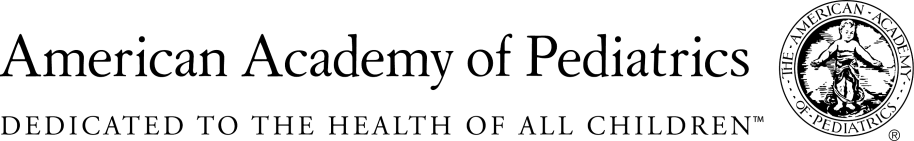 American Academy of Pediatrics
DEDICATED TO THE HEALTH OF ALL CHILDREN™
THE · AMERICAN · ACADEMY · OF · PEDIATRICS ·
®